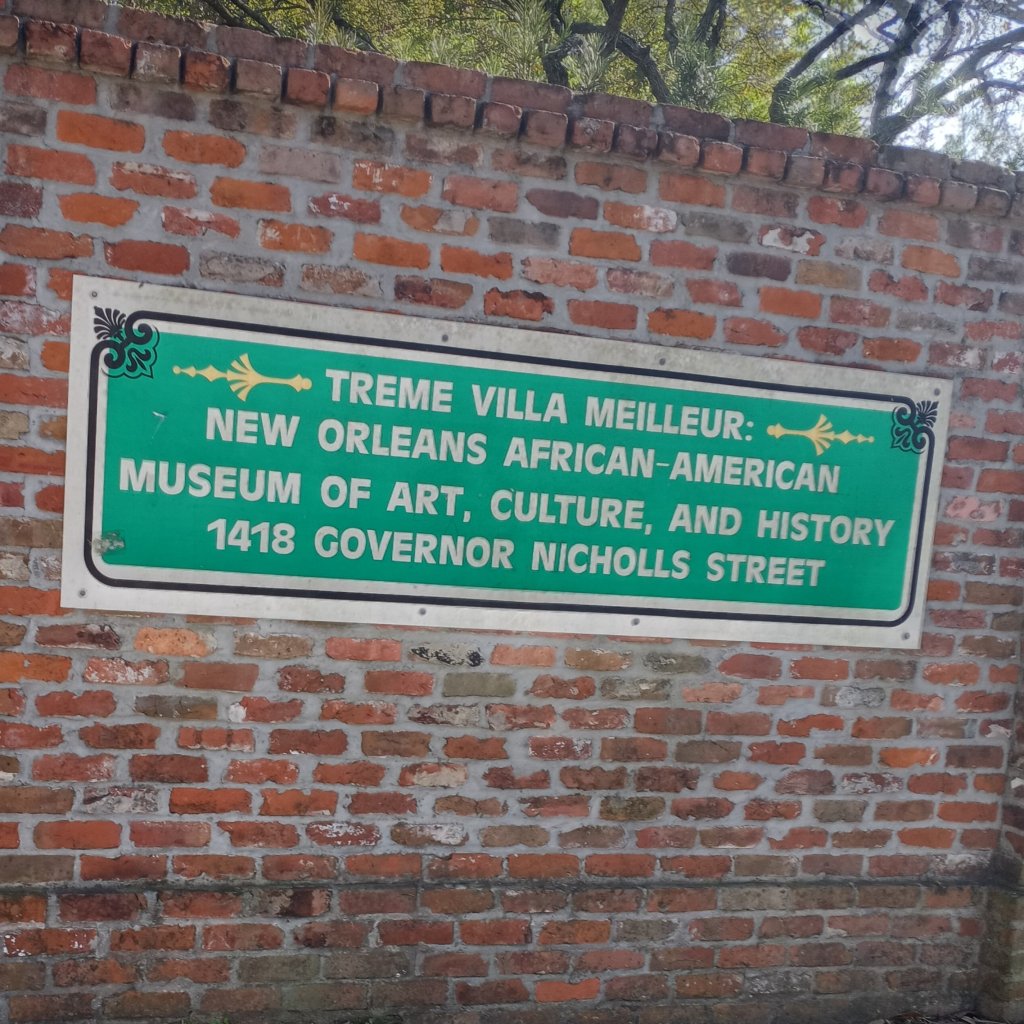 TREME VILLA MEILLEUR:
NEW ORLEANS AFRICAN-AMERICAN
MUSEUM OF ART, CULTURE, AND HISTORY
1418 GOVERNOR NICHOLLS STREET